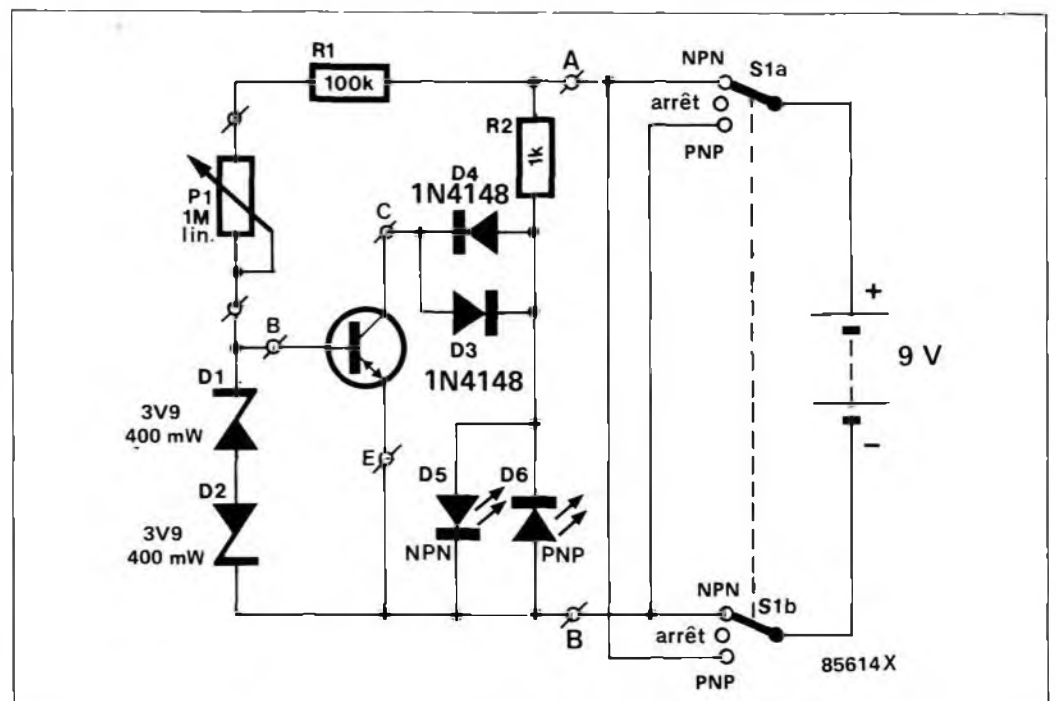 R1
100k
A
NPN
S1a
arrêt
PNP
R2
1k
D4
1N4148
P1
1M
lin.
C
D3
1N4148
B
+
9 V
–
D1
3V9
400 mW
E
D5
D6
D2
3V9
400 mW
NPN
PNP
B
NPN
S1b
arrêt
PNP
85614X